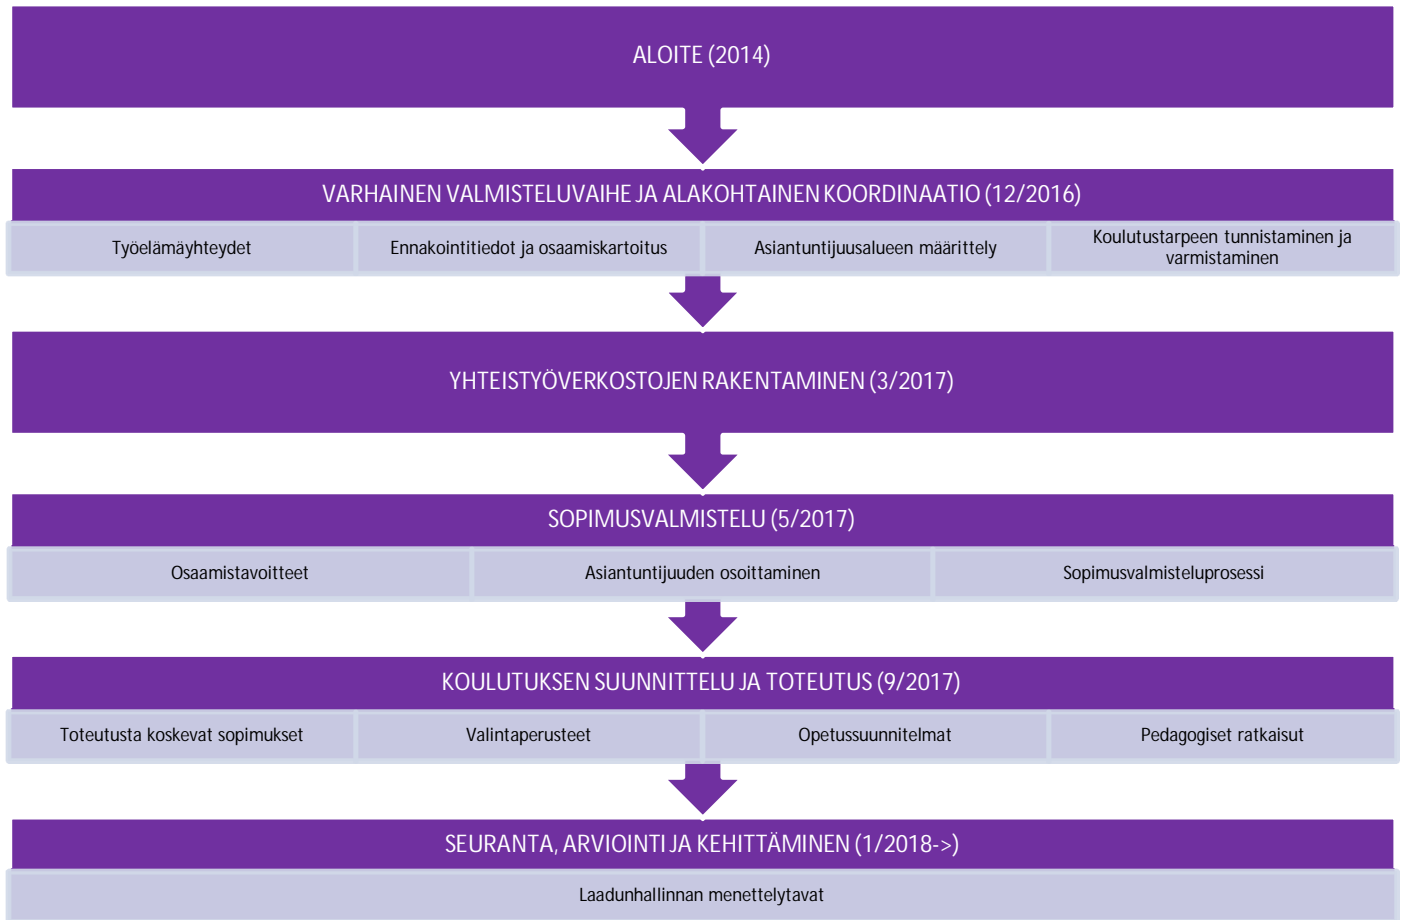 ALOITE (2014)
VARHAINEN VALMISTELUVAIHE JA ALAKOHTAINEN KOORDINAATIO (12/2016)
Työelämäyhteydet
Ennakointitiedot ja osaamiskartoitus
Asiantuntijuusalueen määrittely
Koulutustarpeen tunnistaminen ja
varmistaminen
YHTEISTYÖVERKOSTOJEN RAKENTAMINEN (3/2017)
SOPIMUSVALMISTELU (5/2017)
Osaamistavoitteet
Asiantuntijuuden osoittaminen
Sopimusvalmisteluprosessi
KOULUTUKSEN SUUNNITTELU JA TOTEUTUS (9/2017)
Toteutusta koskevat sopimukset
Valintaperusteet
Opetussuunnitelmat
Pedagogiset ratkaisut
SEURANTA, ARVIOINTI JA KEHITTÄMINEN (1/2018->)
Laadunhallinnan menettelytavat